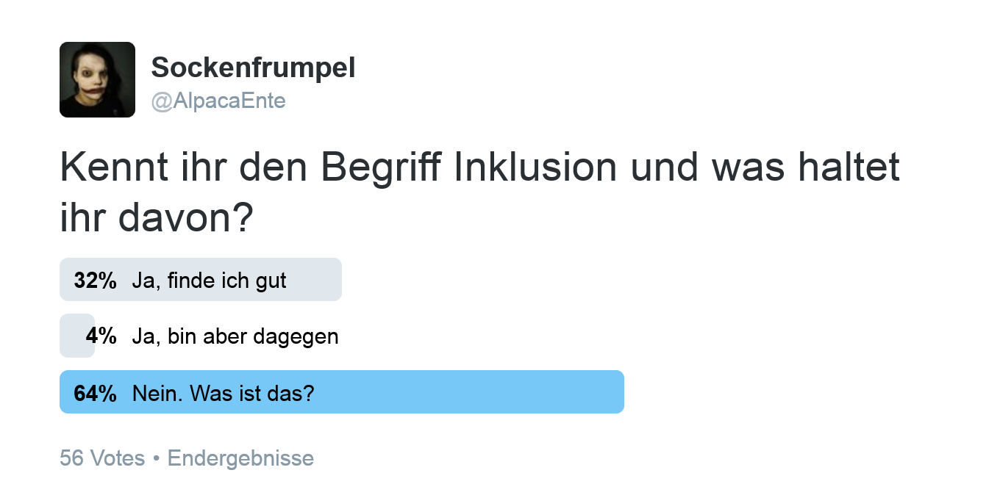 Sockenfrumpel
@AlpacaEnte
Kennt ihr den Begriff Inklusion und was haltet
ihr davon?
32% Ja, finde ich gut
4% Ja, bin aber dagegen
64% Nein. Was ist das?
56 Votes • Endergebnisse